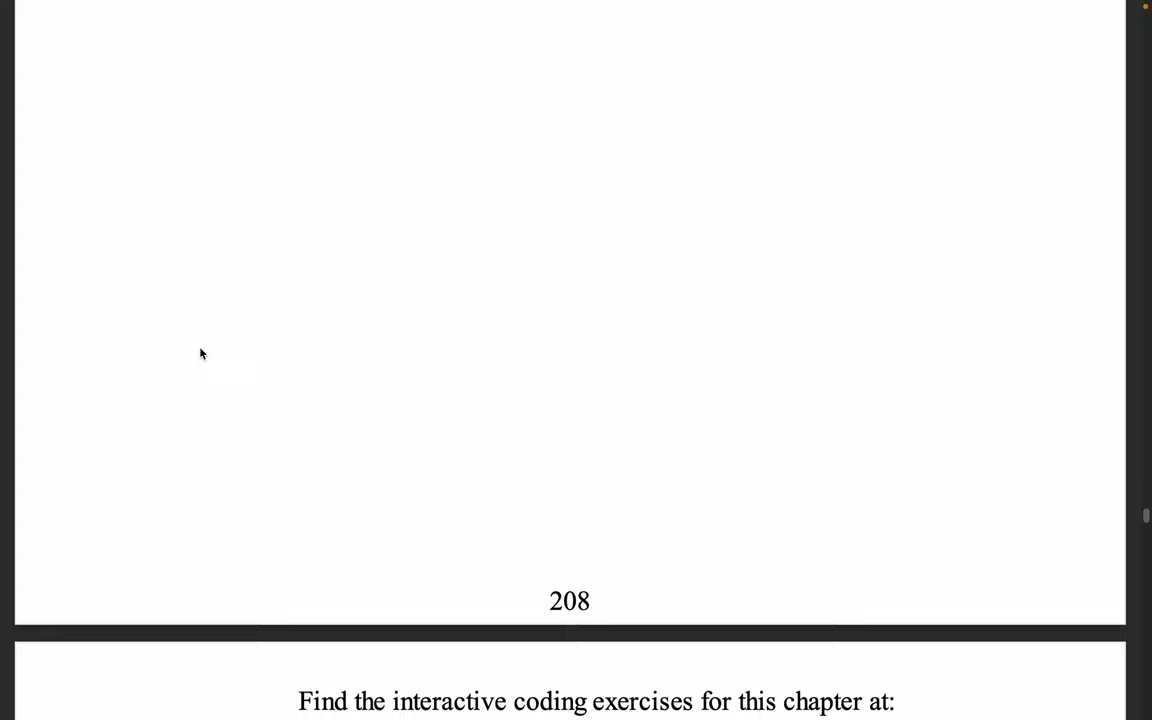 208
Find the interactive coding exercises for this chapter at: